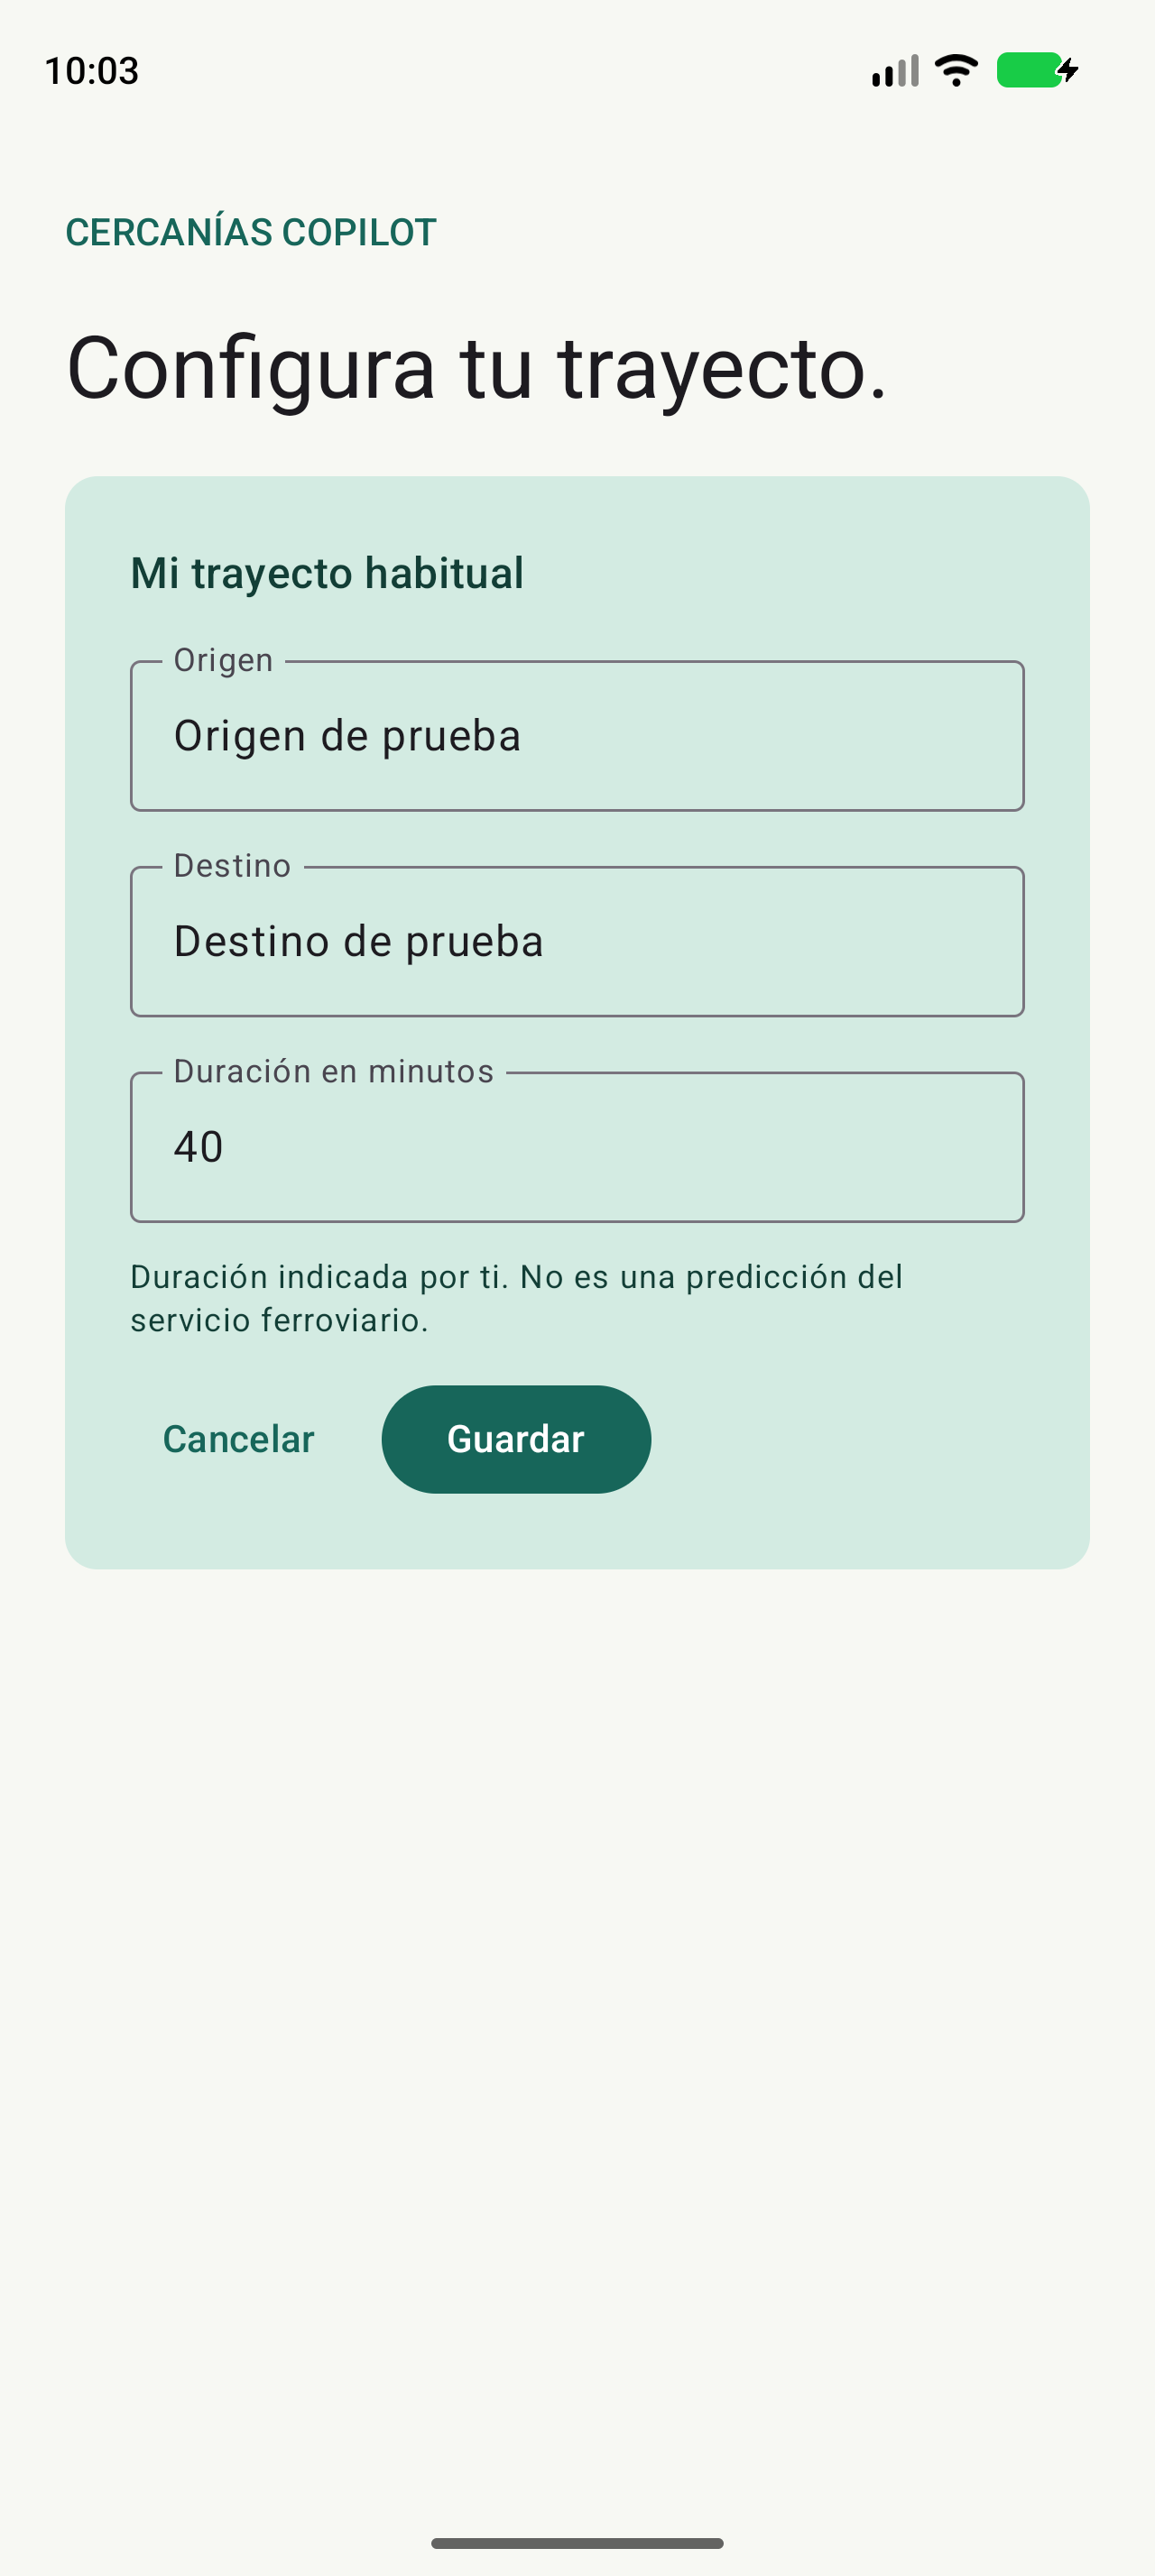 10:03
CERCANÍAS COPILOT
Configura tu trayecto.
Mi trayecto habitual
Origen
Origen de prueba
Destino
Destino de prueba
Duración en minutos
40
Duración indicada por ti. No es una predicción del
servicio ferroviario.
Cancelar
Guardar